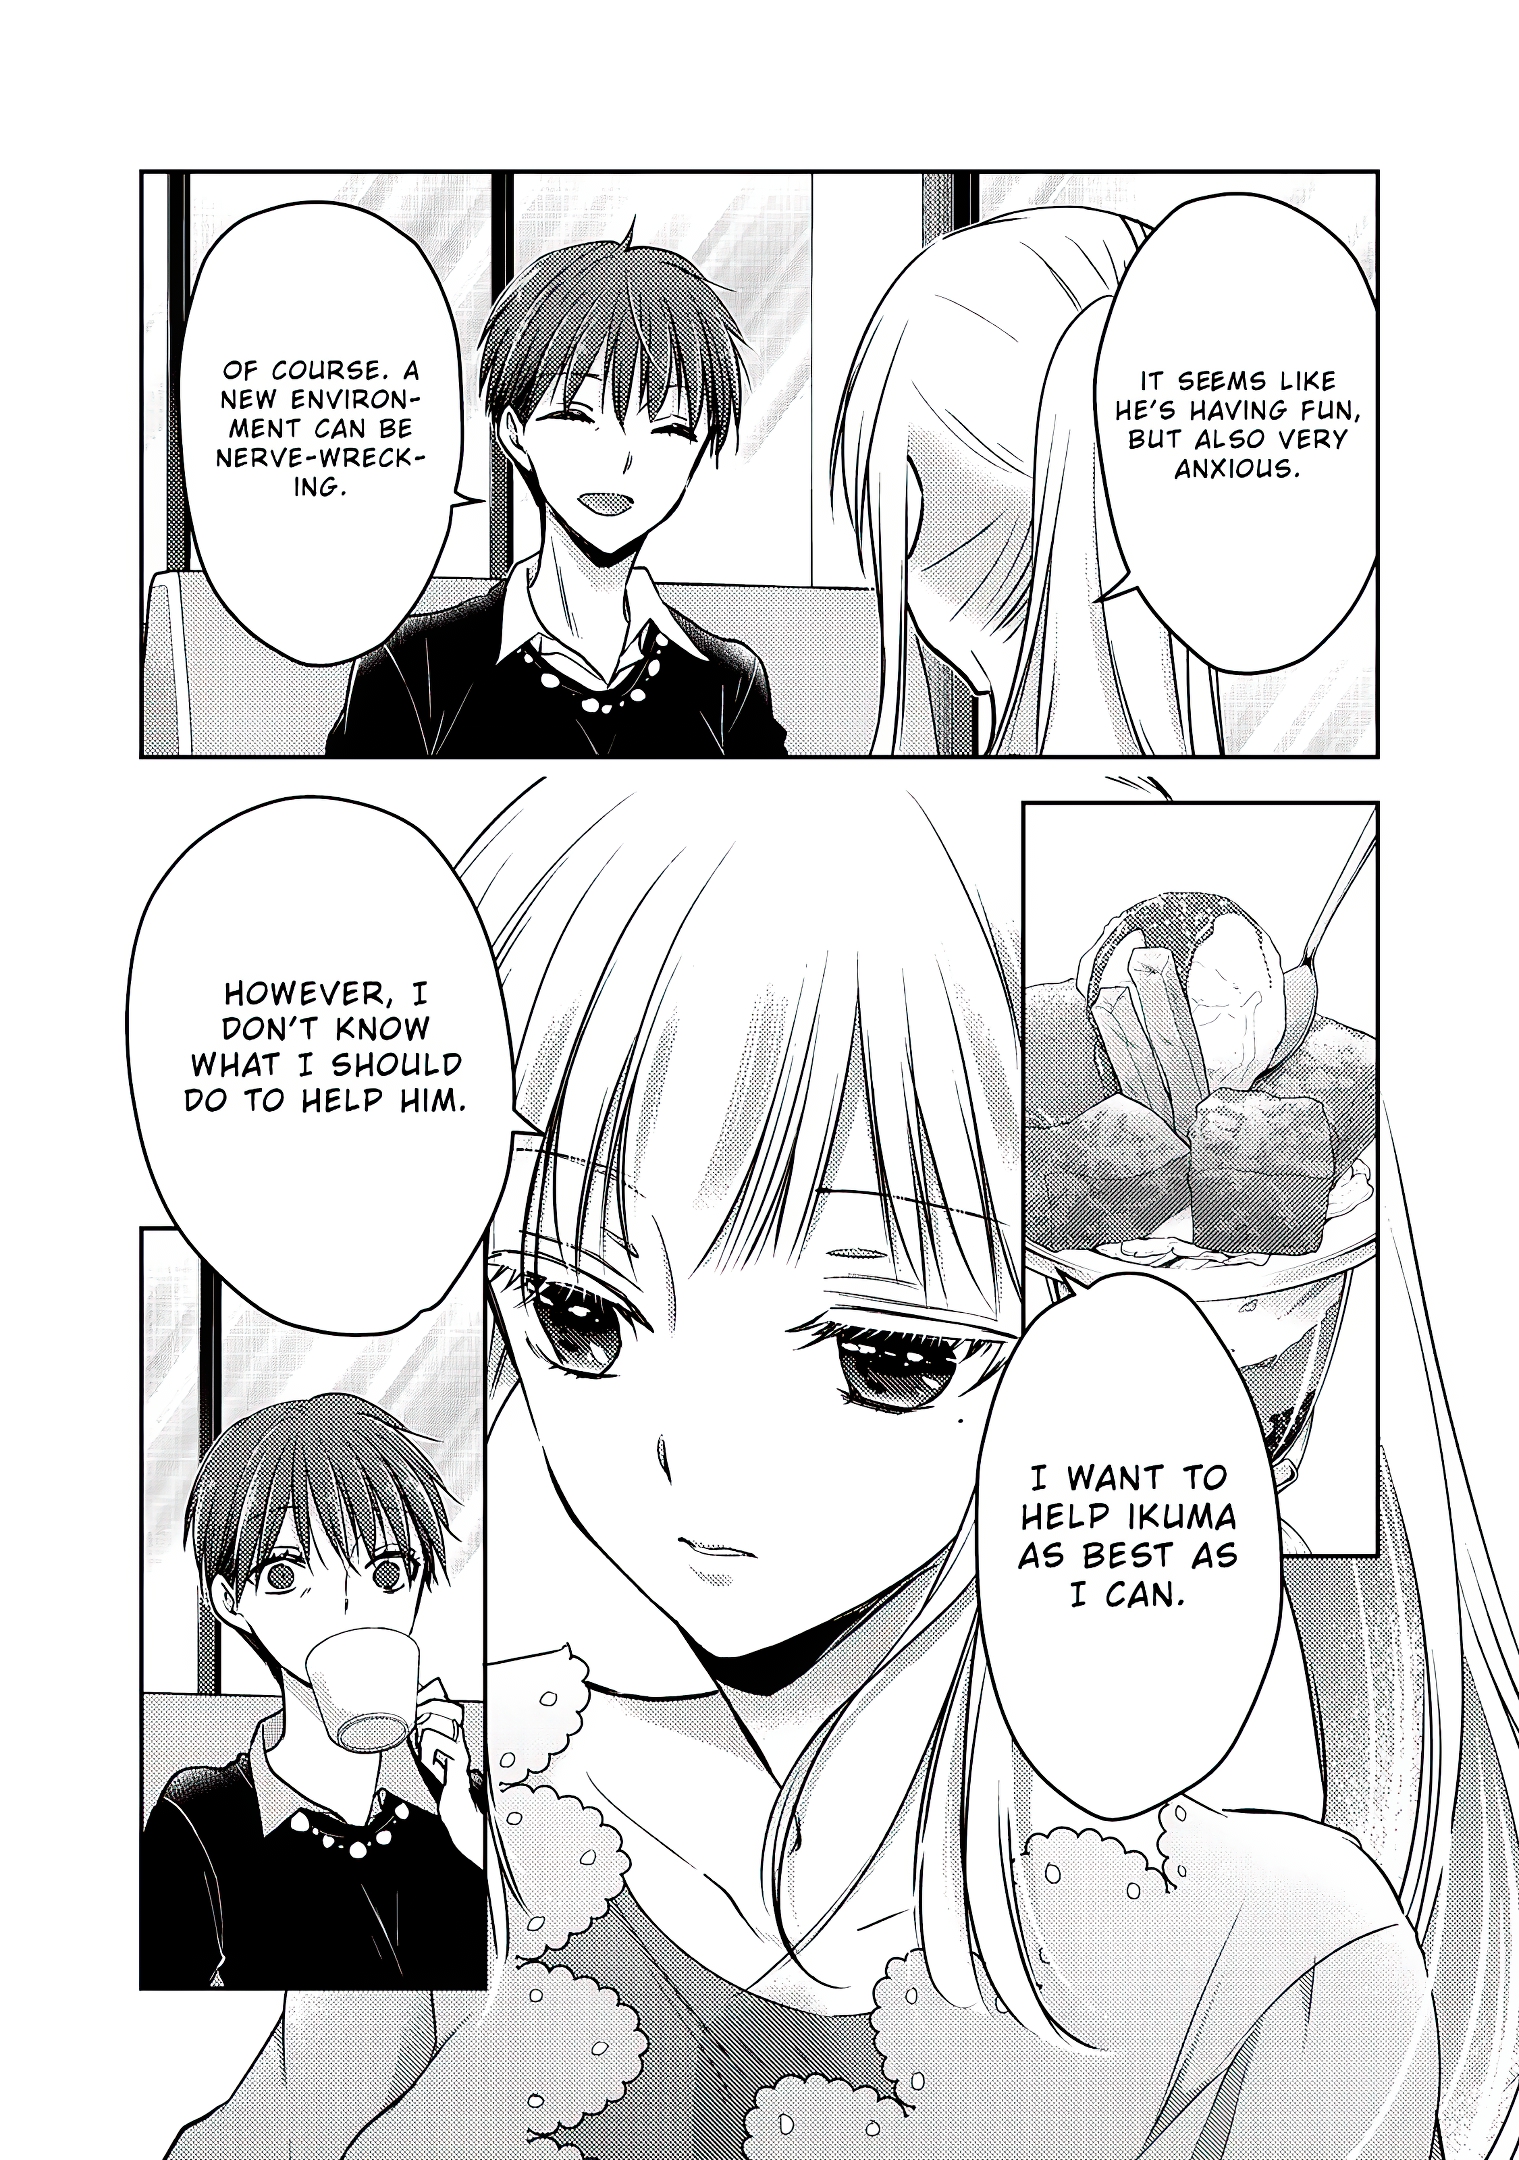 IT SEEMS LIKE
HE'S HAVING FUN,
BUT ALSO VERY
ANXIOUS.
OF COURSE. A
NEW ENVIRON-
MENT CAN BE
NERVE-WRECK-
ING.
I WANT TO
HELP IKUMA
AS BEST AS
I CAN.
HOWEVER, I
DON'T KNOW
WHAT I SHOULD
DO TO HELP HIM.